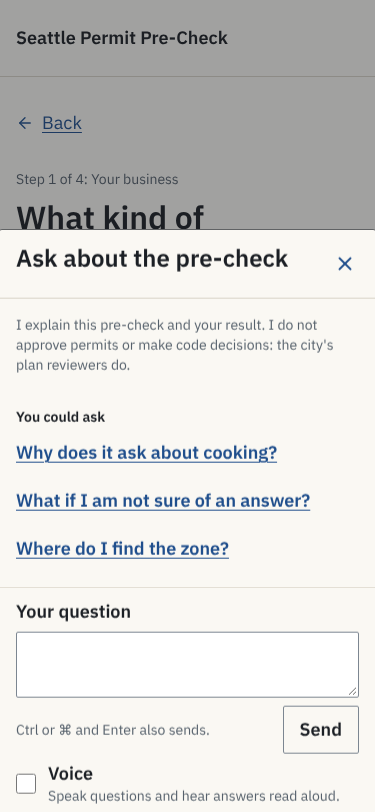 Seattle Permit Pre-Check
← Back
Step 1 of 4: Your business
What kind of
Ask about the pre-check
I explain this pre-check and your result. I do not
approve permits or make code decisions: the city's
plan reviewers do.
You could ask
Why does it ask about cooking?
What if I am not sure of an answer?
Where do I find the zone?
Your question
Ctrl or ⌘ and Enter also sends.
Send
Voice
Speak questions and hear answers read aloud.